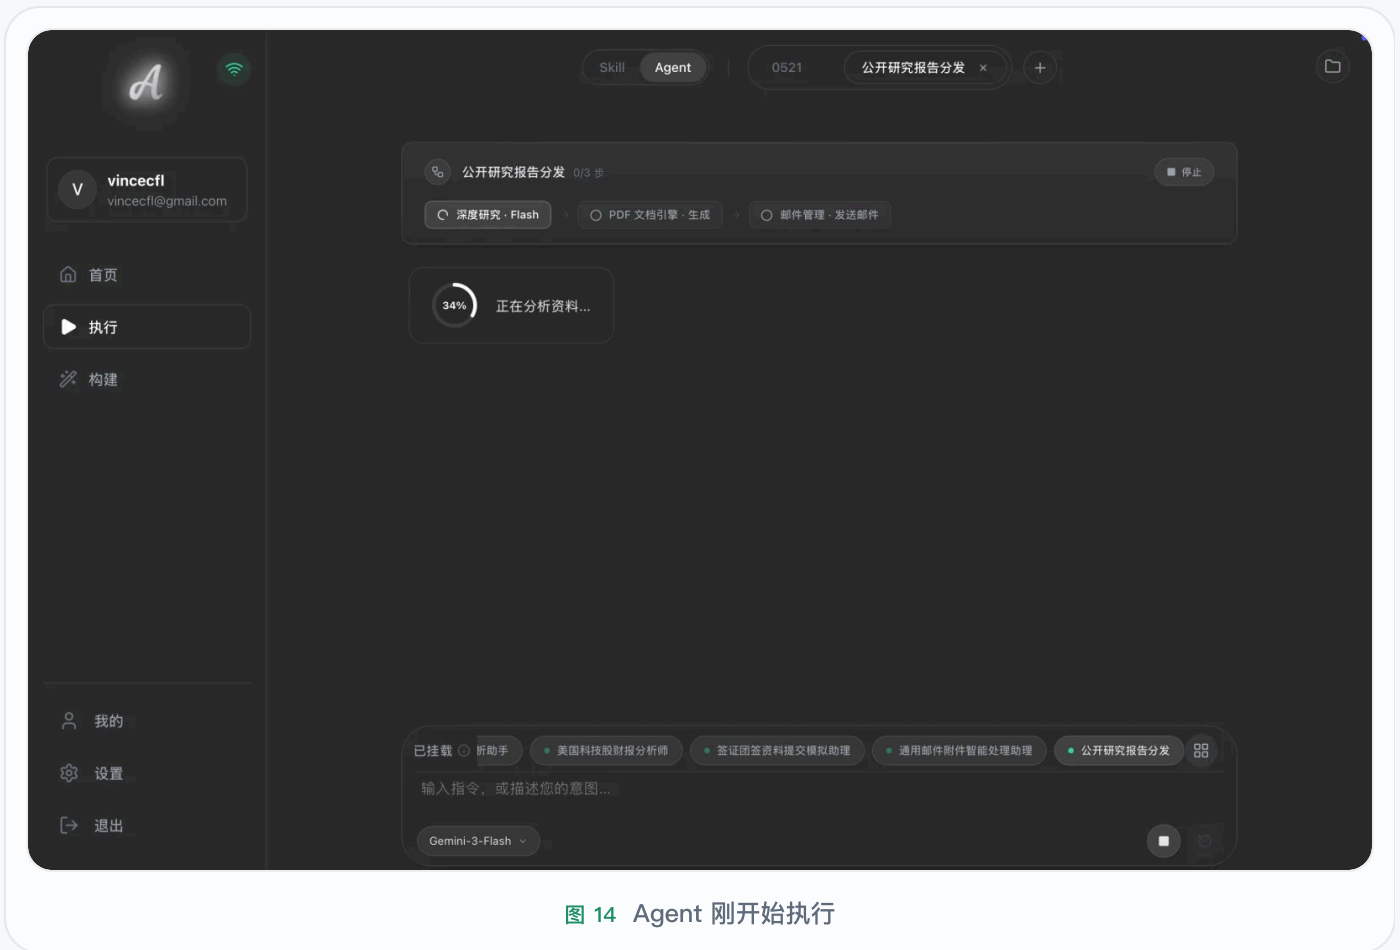 A
vincecfl
V
vincecfl@gmail.com
首页
执行
构建
我的
设置
退出
Skill
Agent
0521
公开研究报告分发 ×
公开研究报告分发 0/3 步
停止
深度研究 · Flash
PDF 文档引擎 · 生成
邮件管理 · 发送邮件
34%
正在分析资料...
已挂载
析助手
美国科技股财报分析师
签证团签资料提交模拟助理
通用邮件附件智能处理助理
公开研究报告分发
输入指令，或描述您的意图...
Gemini-3-Flash
图 14 Agent 刚开始执行